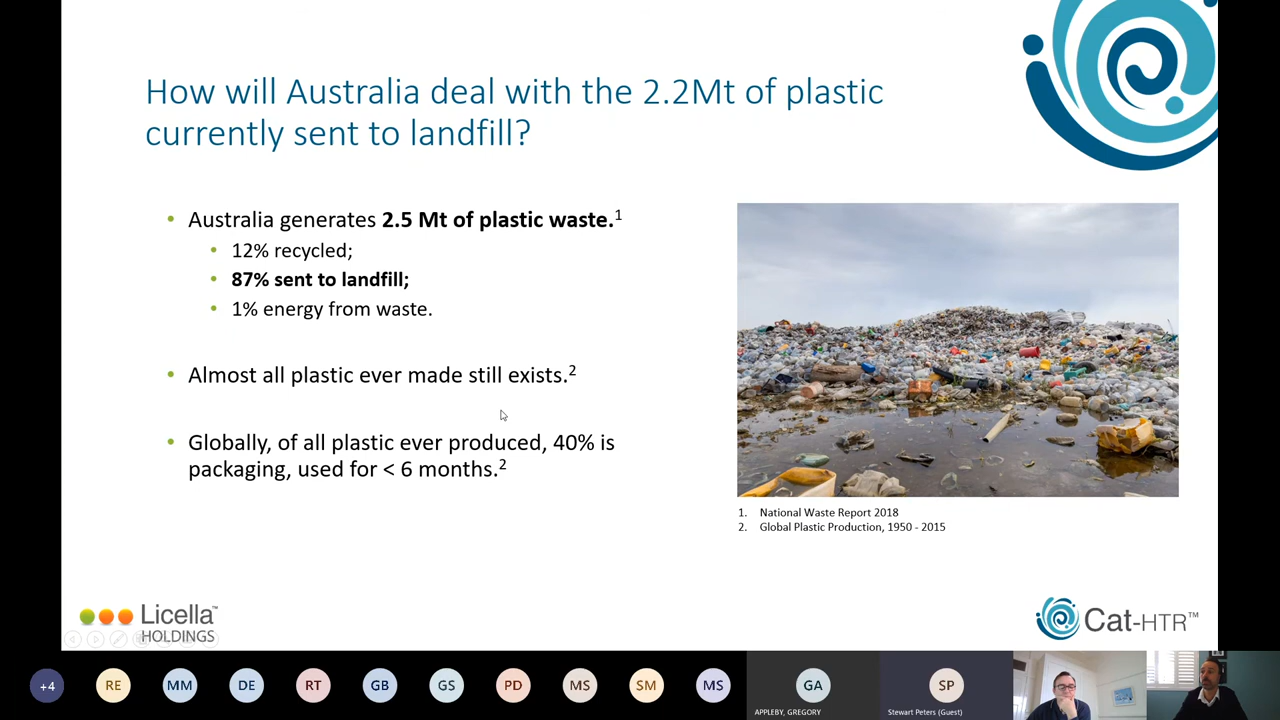 How will Australia deal with the 2.2Mt of plastic
currently sent to landfill?
• Australia generates 2.5 Mt of plastic waste.1
• 12% recycled;
• 87% sent to landfill;
• 1% energy from waste.
• Almost all plastic ever made still exists.2
• Globally, of all plastic ever produced, 40% is
packaging, used for < 6 months.2
1. National Waste Report 2018
2. Global Plastic Production, 1950 - 2015
Licella™
HOLDINGS
Cat-HTR™
+4
RE
MM
DE
RT
GB
GS
PD
MS
SM
MS
GA
APPLEBY, GREGORY
SP
Stewart Peters (Guest)